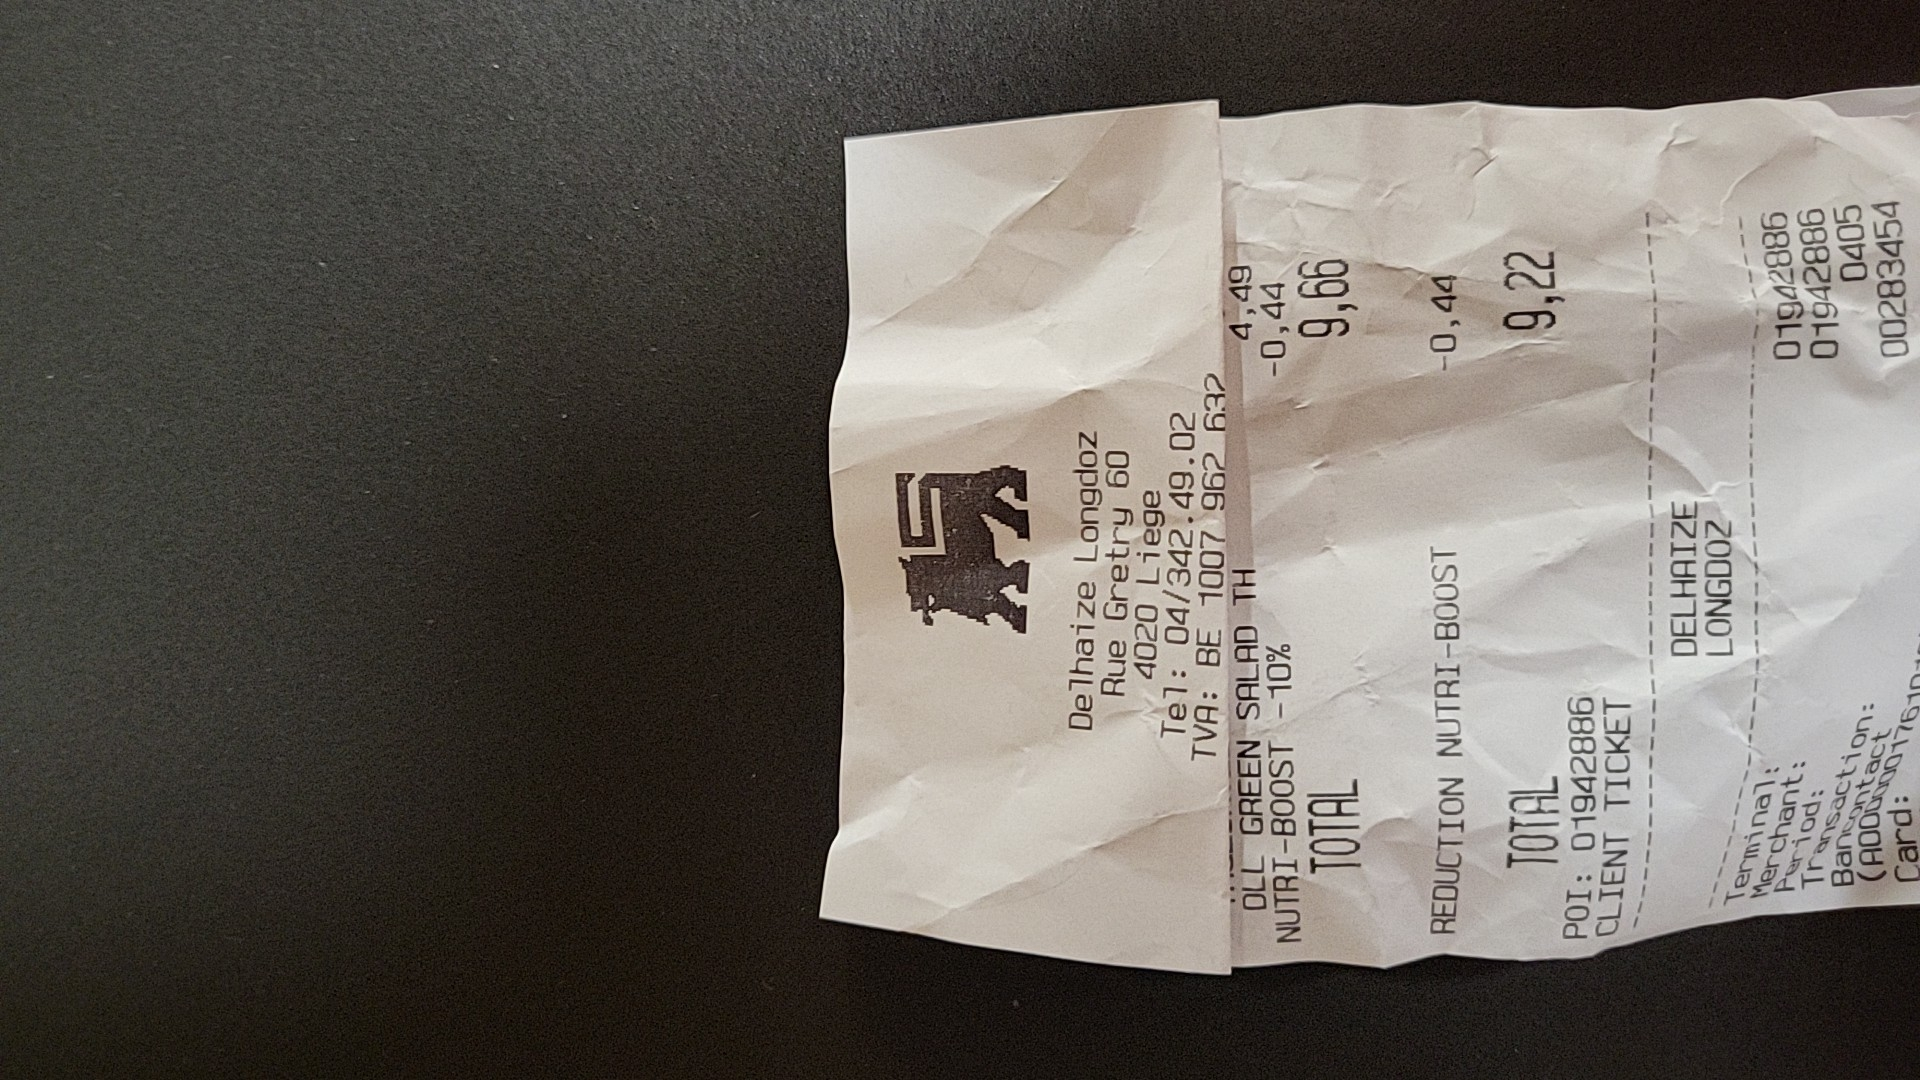 Delhaize Longdoz
Rue Gretry 60
4020 Liege
Tel: 04/342.49.02
TVA: BE 1007 962 632
DLL GREEN SALAD TH 4,49
NUTRI-BOOST -10% -0,44
TOTAL 9,66
REDUCTION NUTRI-BOOST -0,44
TOTAL 9,22
POI: 01942886
CLIENT TICKET
--------------------------------
DELHAIZE
LONGDOZ
--------------------------------
Terminal: 01942886
Merchant: 01942886
Period: 0405
Transaction: 00283454
Bancontact
Card: